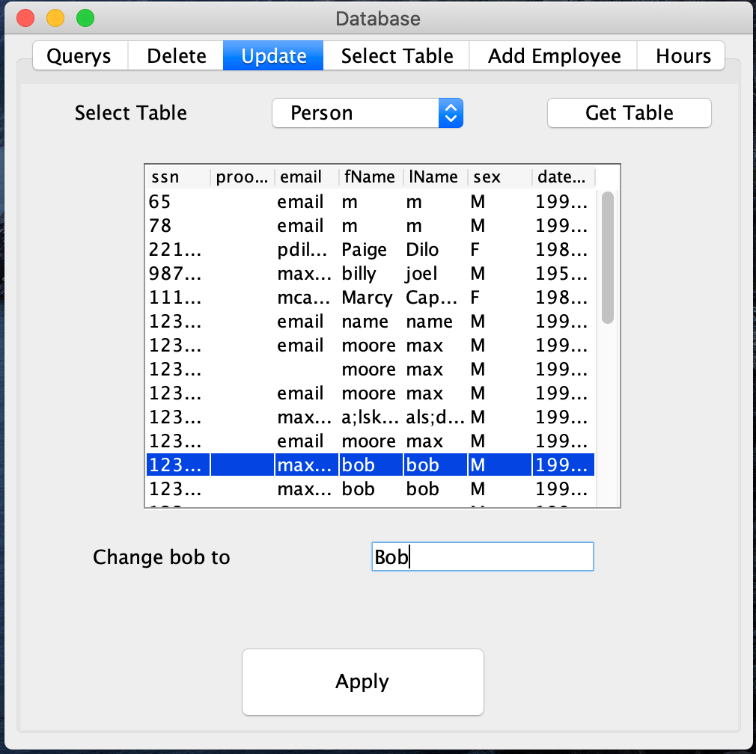 Database
Querys Delete Update Select Table Add Employee Hours
Select Table Person Get Table
ssn proo... email fName lName sex date...
65 email m m M 199...
78 email m m M 199...
221... pdil... Paige Dilo F 198...
987... max... billy joel M 195...
111... mca... Marcy Cap... F 198...
123... email name name M 199...
123... email moore max M 199...
123... moore max M 199...
123... email moore max M 199...
123... max... a;lsk... als;d... M 199...
123... email moore max M 199...
123... max... bob bob M 199...
123... max... bob bob M 199...
Change bob to Bob
Apply